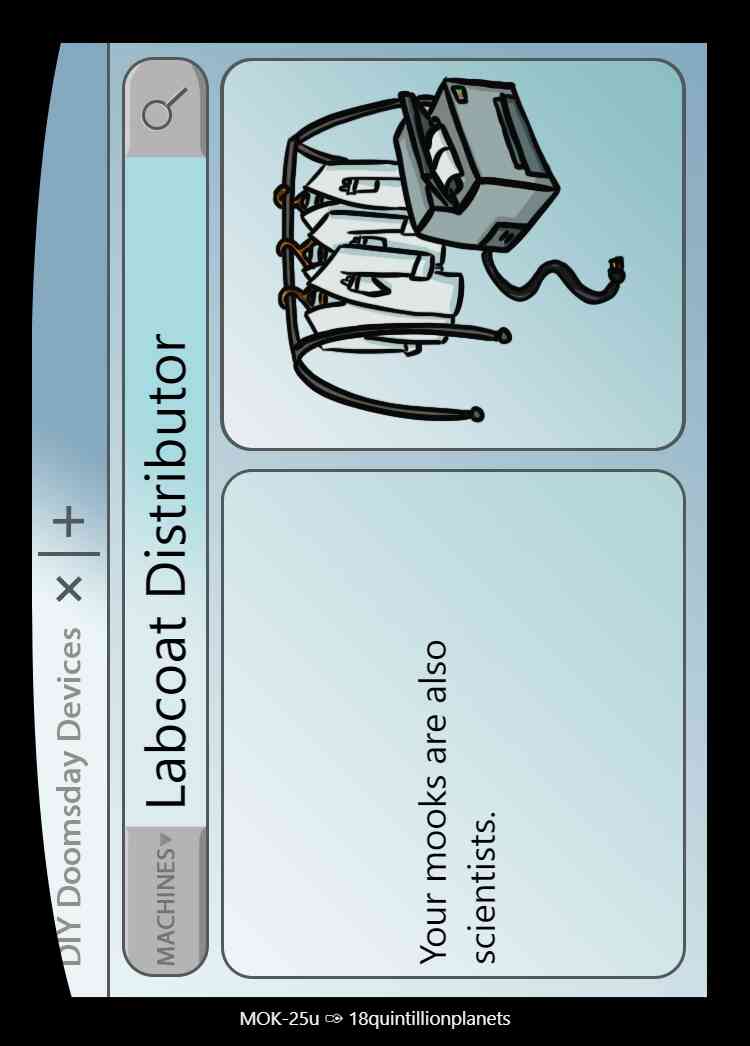 DIY Doomsday Devices × | +
MACHINES▾ Labcoat Distributor
Your mooks are also
scientists.
MOK-25u ✑ 18quintillionplanets